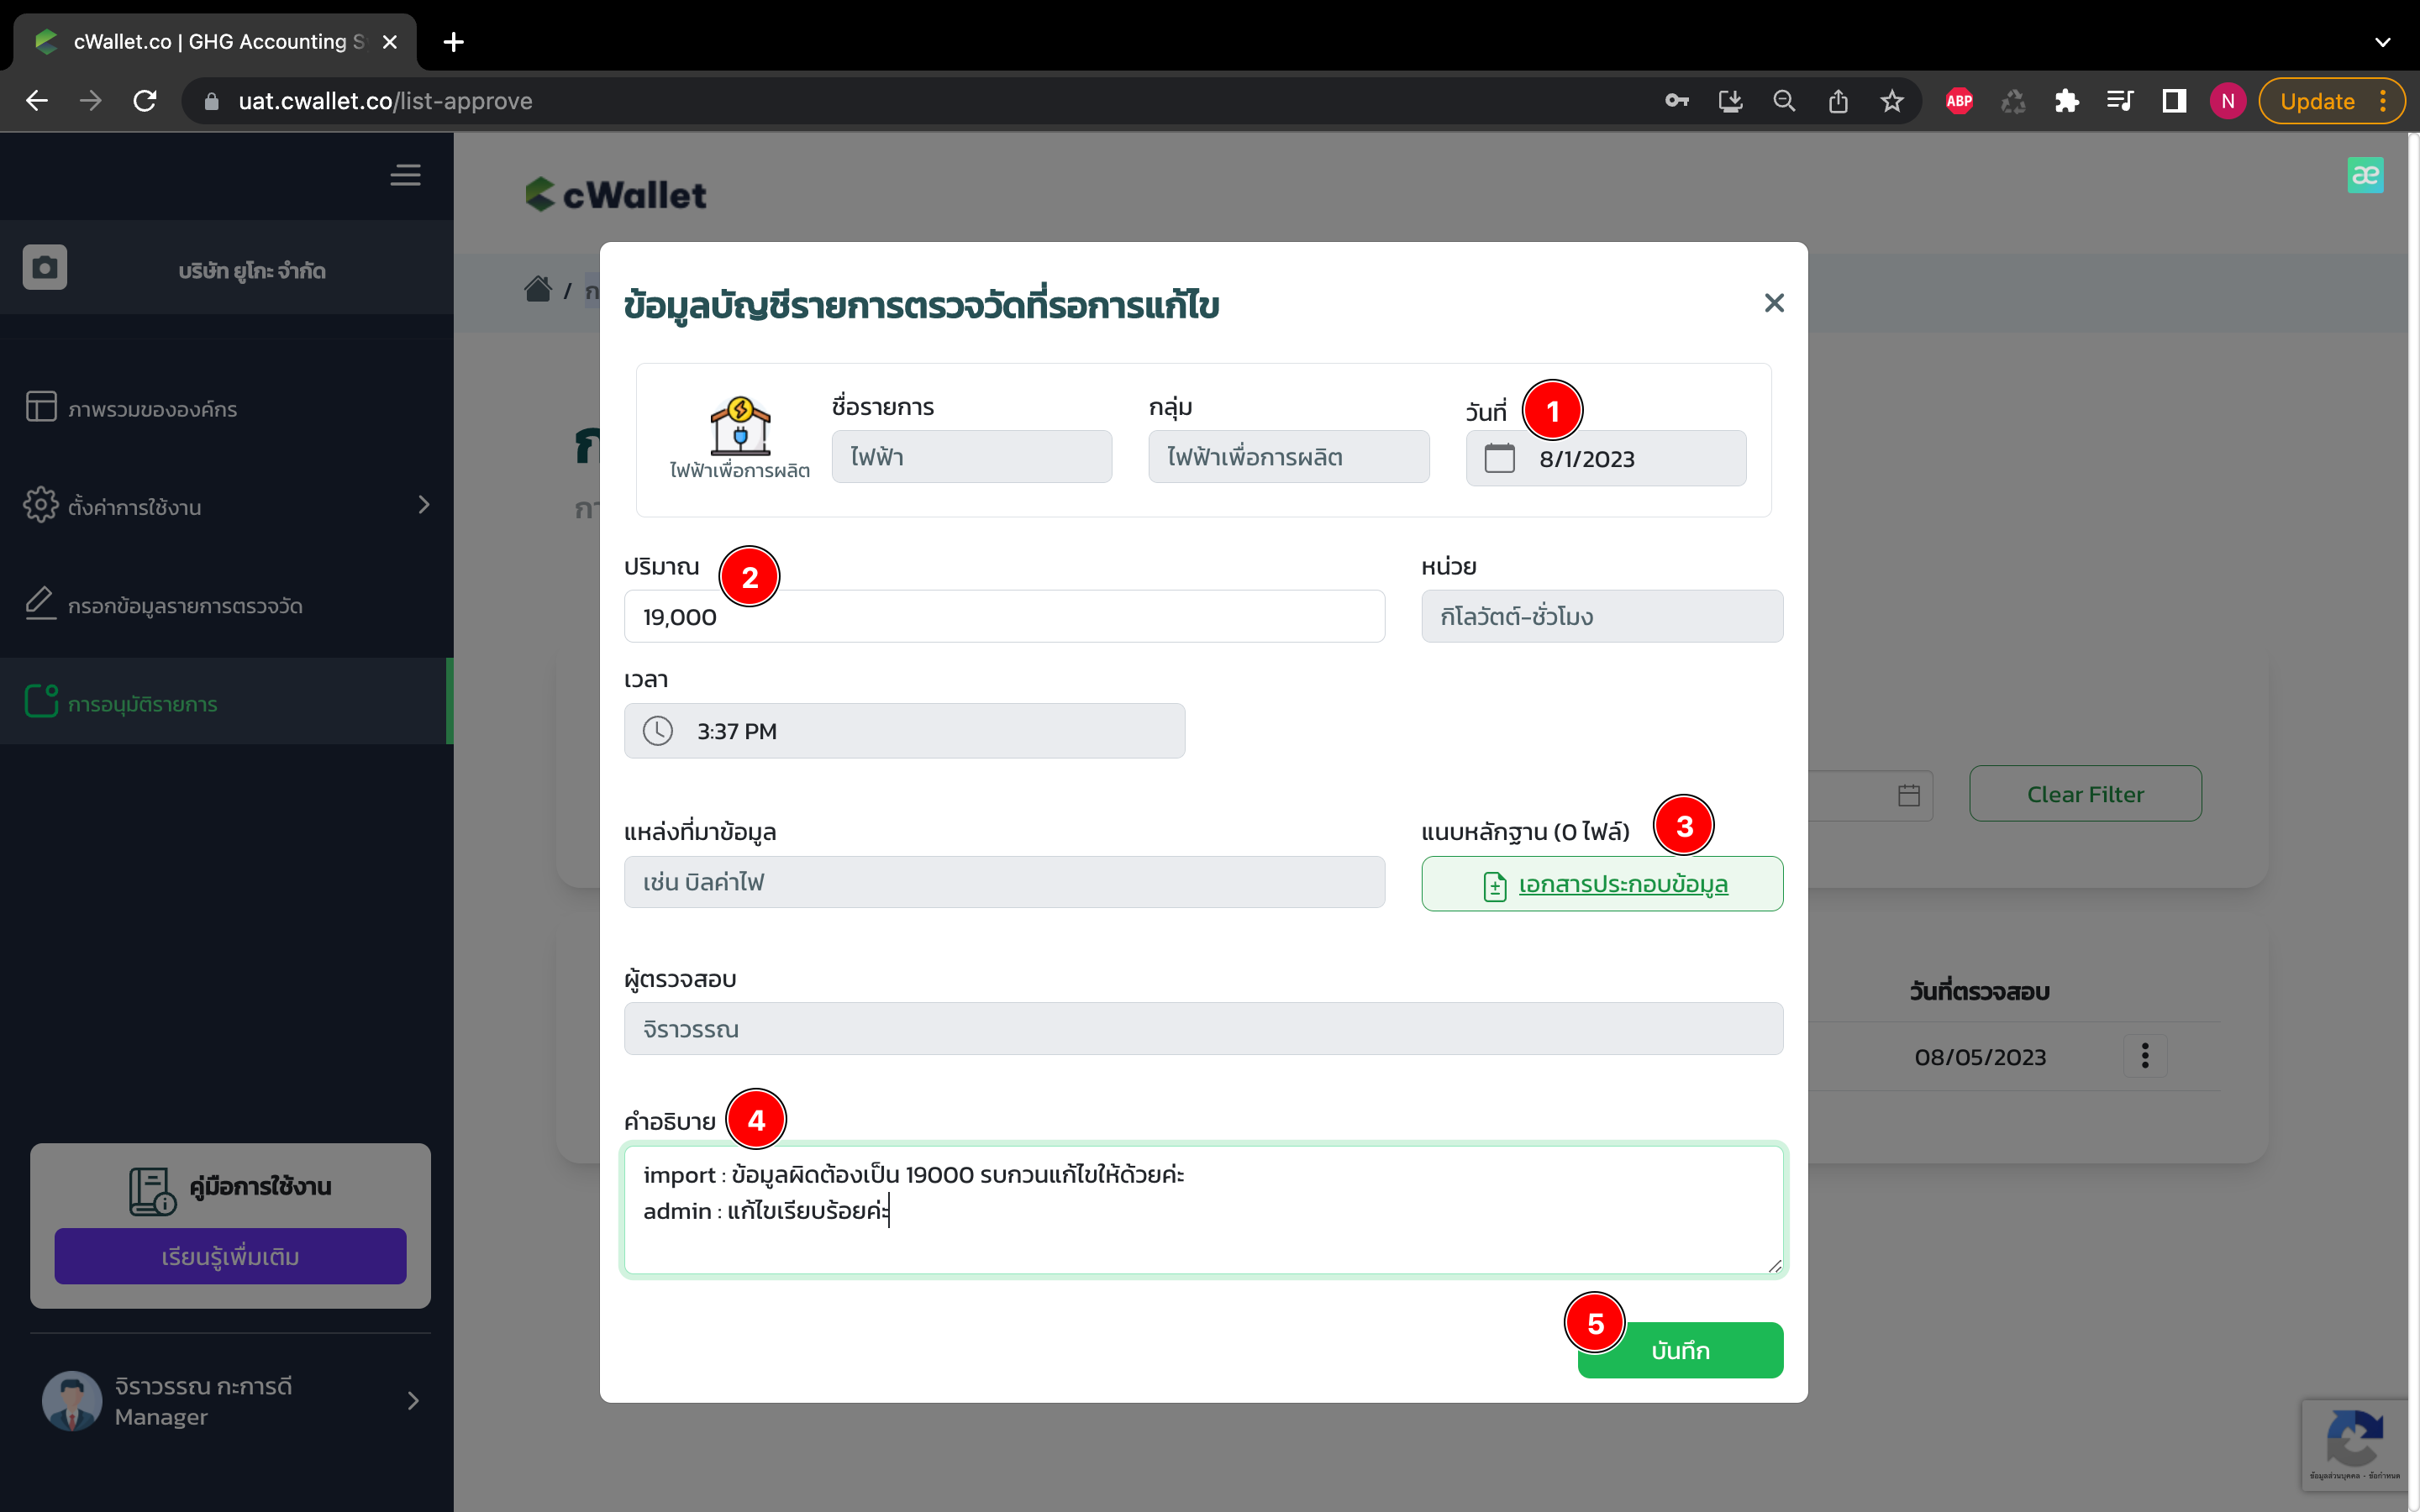 cWallet.co | GHG Accounting S
uat.cwallet.co/list-approve
ABP
N
Update
บริษัท ยูโกะ จำกัด
ภาพรวมขององค์กร
ตั้งค่าการใช้งาน
กรอกข้อมูลรายการตรวจวัด
การอนุมัติรายการ
คู่มือการใช้งาน
เรียนรู้เพิ่มเติม
จิราวรรณ กะการดี
Manager
cWallet
æ
/ ก
ข้อมูลบัญชีรายการตรวจวัดที่รอการแก้ไข
ไฟฟ้าเพื่อการผลิต
ชื่อรายการ
ไฟฟ้า
กลุ่ม
ไฟฟ้าเพื่อการผลิต
วันที่ 1
8/1/2023
ปริมาณ 2
19,000
หน่วย
กิโลวัตต์-ชั่วโมง
เวลา
3:37 PM
แหล่งที่มาข้อมูล
เช่น บิลค่าไฟ
แนบหลักฐาน (0 ไฟล์) 3
เอกสารประกอบข้อมูล
ผู้ตรวจสอบ
จิราวรรณ
คำอธิบาย 4
import : ข้อมูลผิดต้องเป็น 19000 รบกวนแก้ไขให้ด้วยค่ะ
admin : แก้ไขเรียบร้อยค่ะ
5
บันทึก
Clear Filter
วันที่ตรวจสอบ
08/05/2023
ข้อมูลส่วนบุคคล - ข้อกำหนด